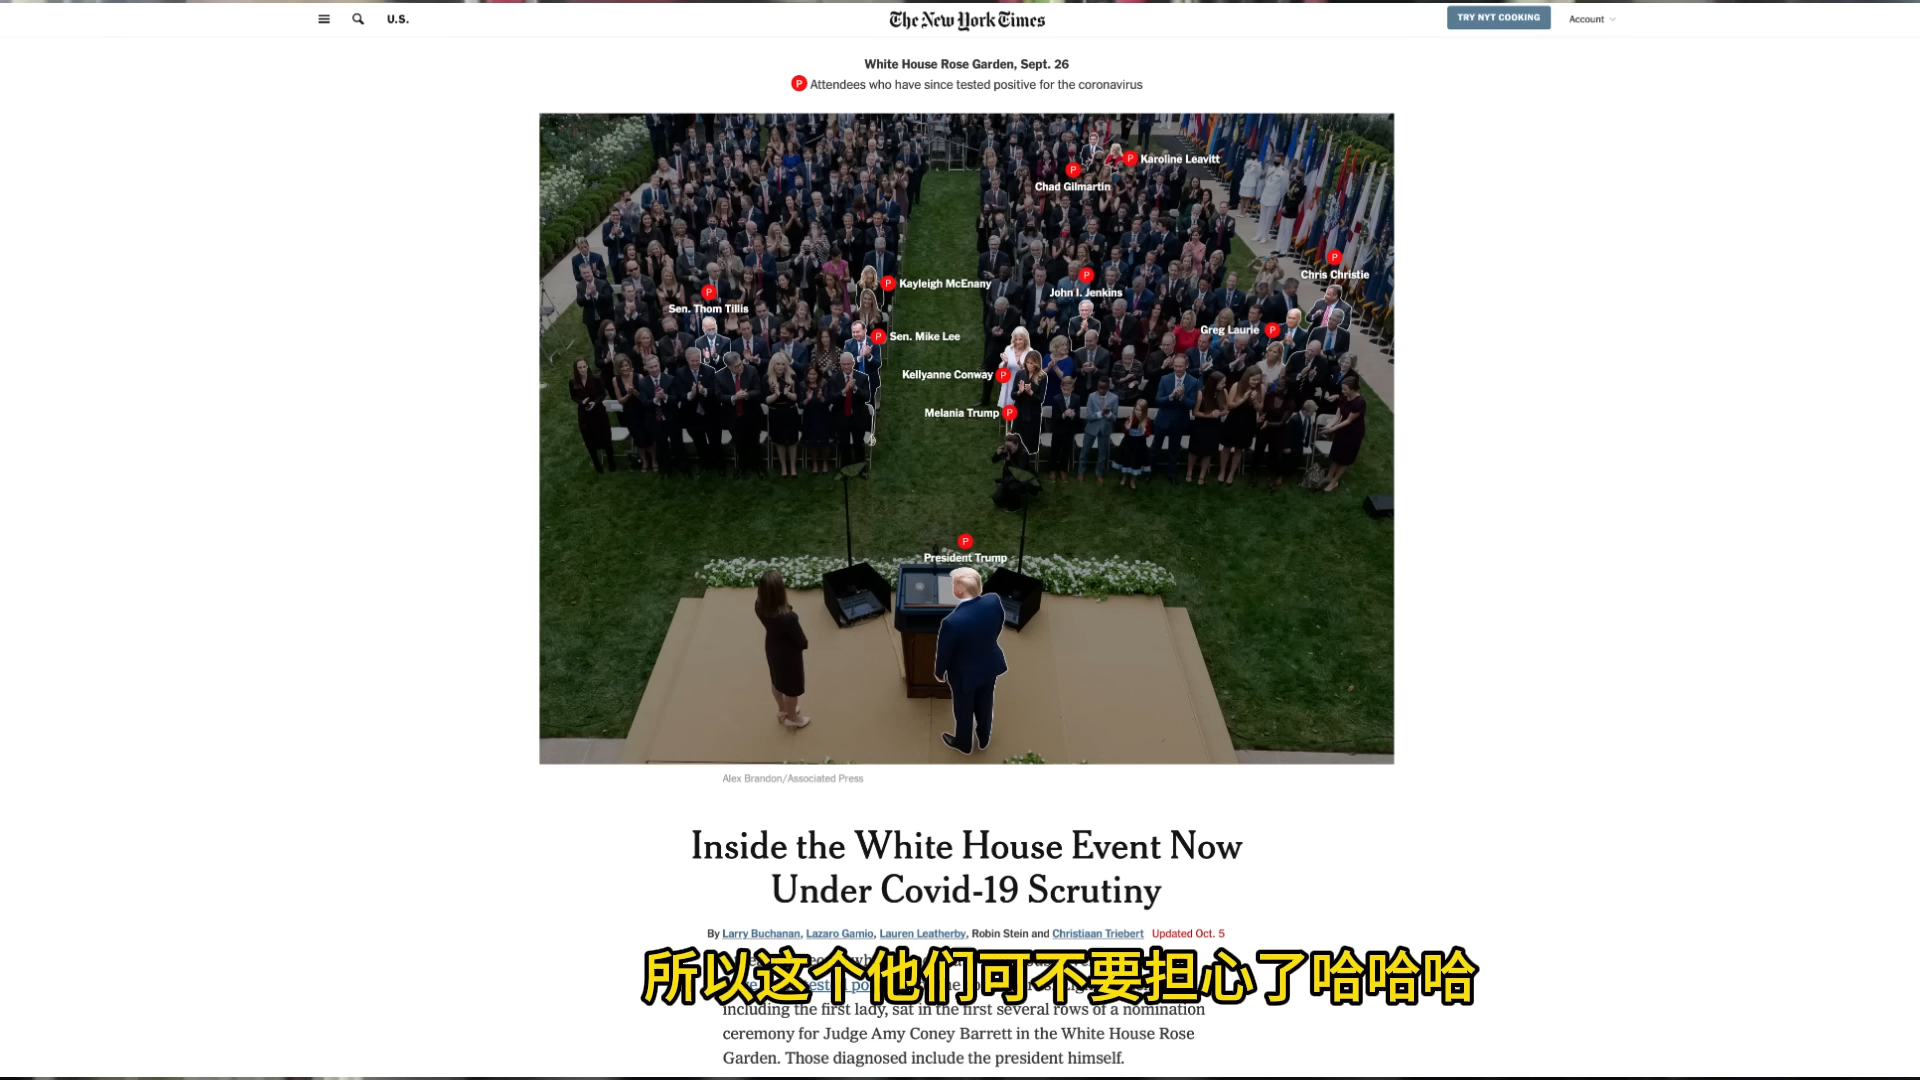 U.S.
The New York Times
TRY NYT COOKING
Account
White House Rose Garden, Sept. 26
P Attendees who have since tested positive for the coronavirus
P Karoline Leavitt
P
Chad Gilmartin
P
Chris Christie
P
John I. Jenkins
P Kayleigh McEnany
P
Sen. Thom Tillis
Greg Laurie P
P Sen. Mike Lee
Kellyanne Conway P
Melania Trump P
P
President Trump
Alex Brandon/Associated Press
Inside the White House Event Now
Under Covid-19 Scrutiny
By Larry Buchanan, Lazaro Gamio, Lauren Leatherby, Robin Stein and Christiaan Triebert Updated Oct. 5
所以这个他们可不要担心了哈哈哈
including the first lady, sat in the first several rows of a nomination
ceremony for Judge Amy Coney Barrett in the White House Rose
Garden. Those diagnosed include the president himself.